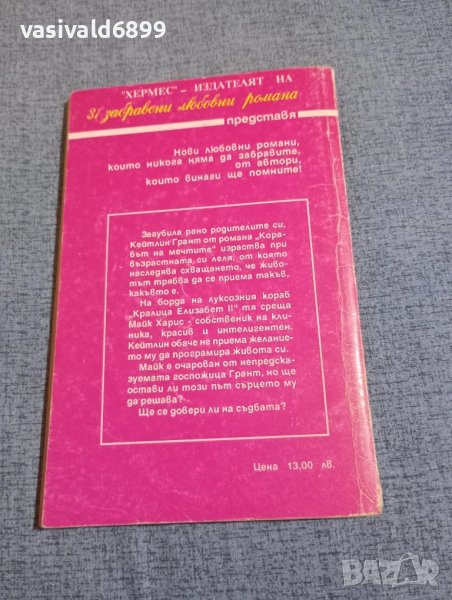 vasivald6899
"ХЕРМЕС" – ИЗДАТЕЛЯТ НА
31 забравени любовни романа
представя
Нови любовни романи,
които никога няма да забравите,
от автори,
които винаги ще помните!
Загубила рано родителите си,
Кейтлин Грант от романа „Кора-
бът на мечтите" израства при
възрастната си леля, от която
наследява схващането, че живо-
тът трябва да се приема такъв,
какъвто е.
На борда на луксозния кораб
„Кралица Елизабет II" тя среща
Майк Харис - собственик на кли-
ника, красив и интелигентен.
Кейтлин обаче не приема желание-
то му да програмира живота си.
Майк е очарован от непредска-
зуемата госпожица Грант, но ще
остави ли този път сърцето му
да решава?
Ще се довери ли на съдбата?
Цена 13,00 лв.
BAZAR